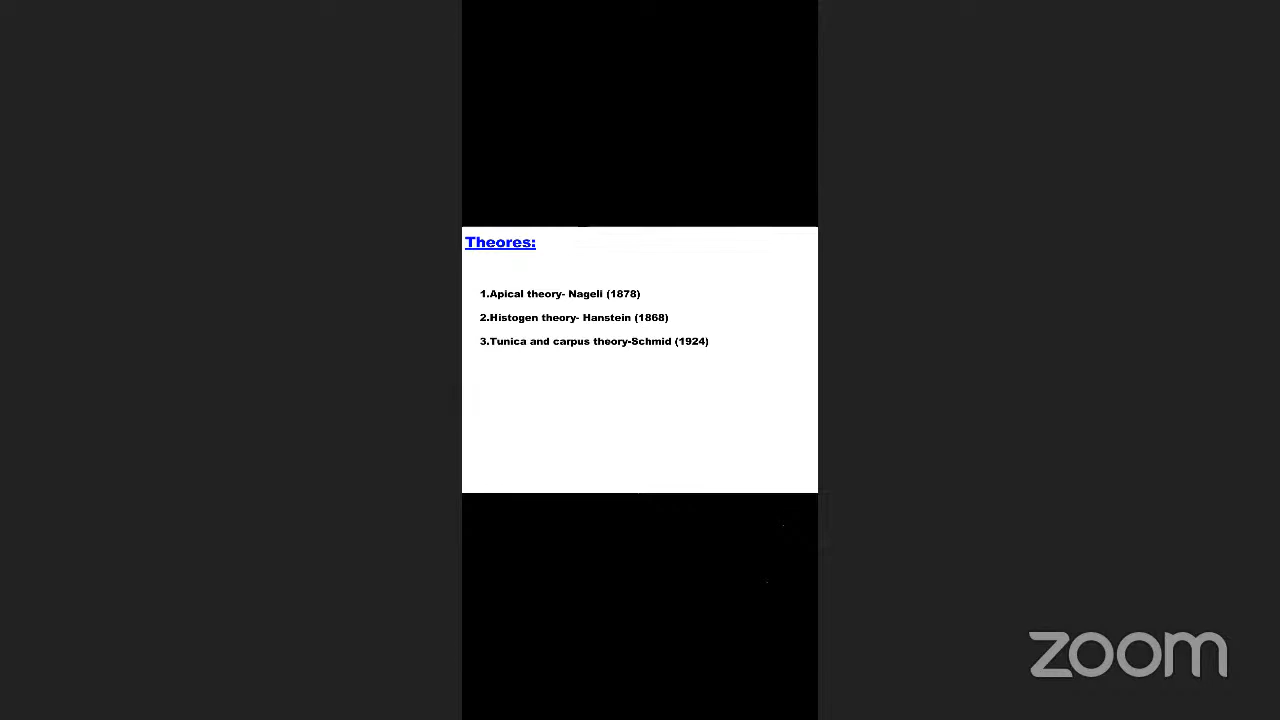 Theores:
1.Apical theory- Nageli (1878)
2.Histogen theory- Hanstein (1868)
3.Tunica and carpus theory-Schmid (1924)
zoom